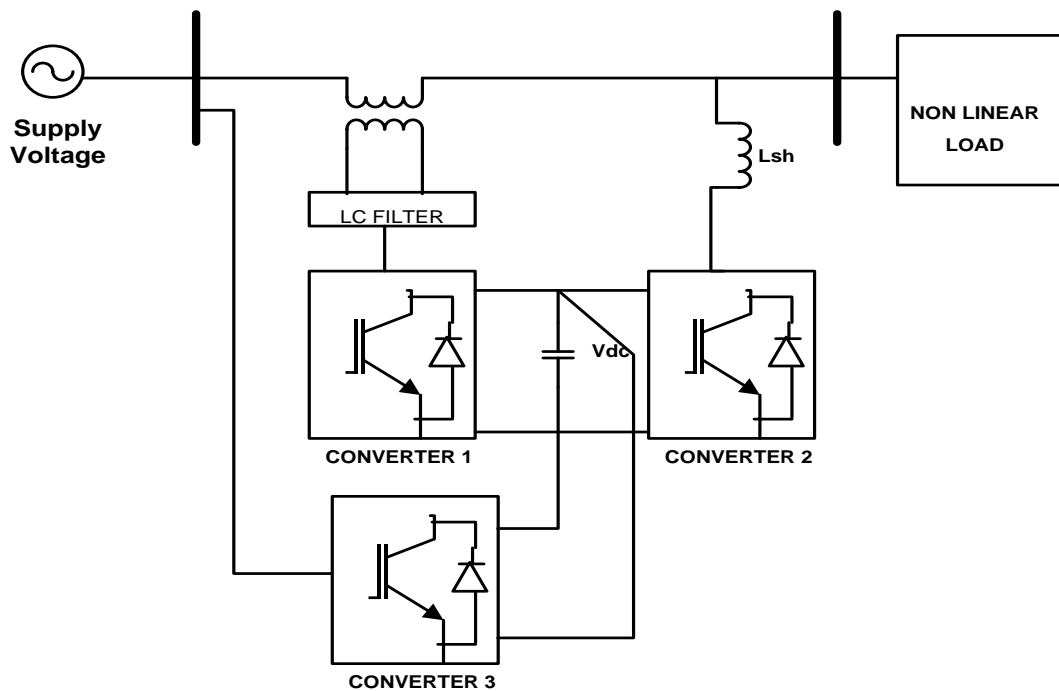 Supply
Voltage
NON LINEAR
LOAD
Lsh
LC FILTER
Vdc
CONVERTER 1
CONVERTER 2
CONVERTER 3